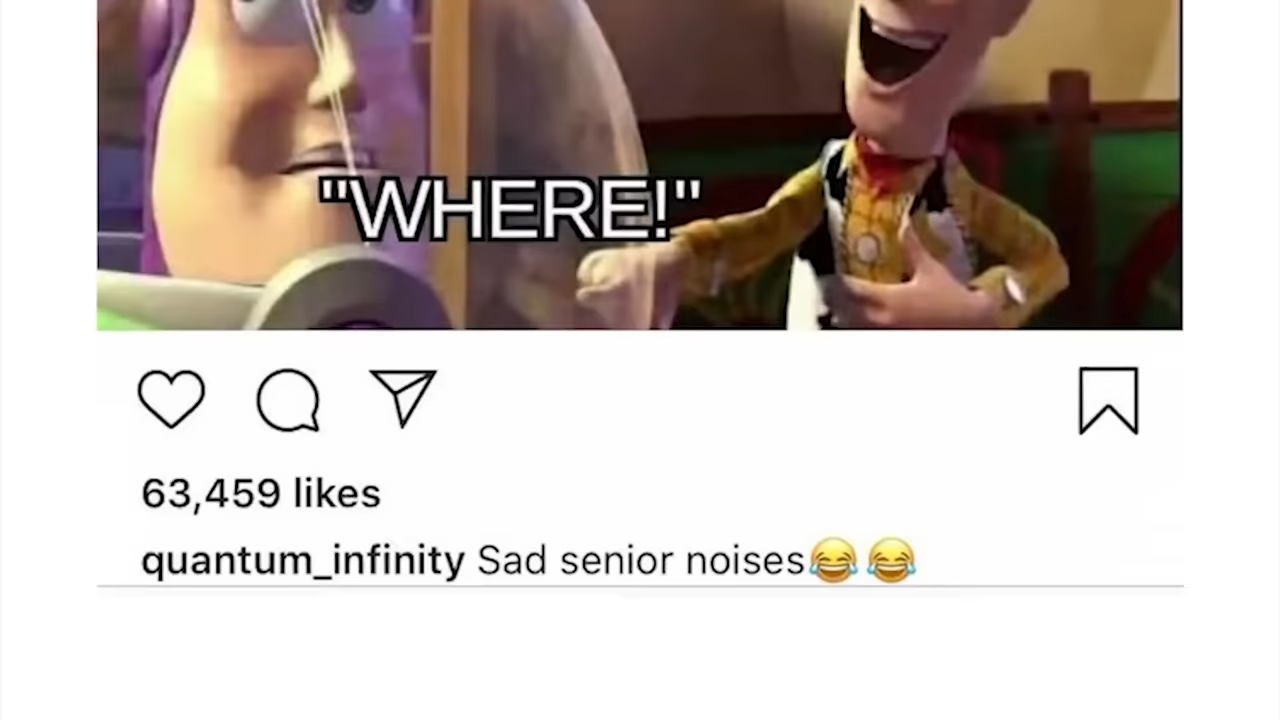 "WHERE!"
63,459 likes
quantum_infinity Sad senior noises😂😂